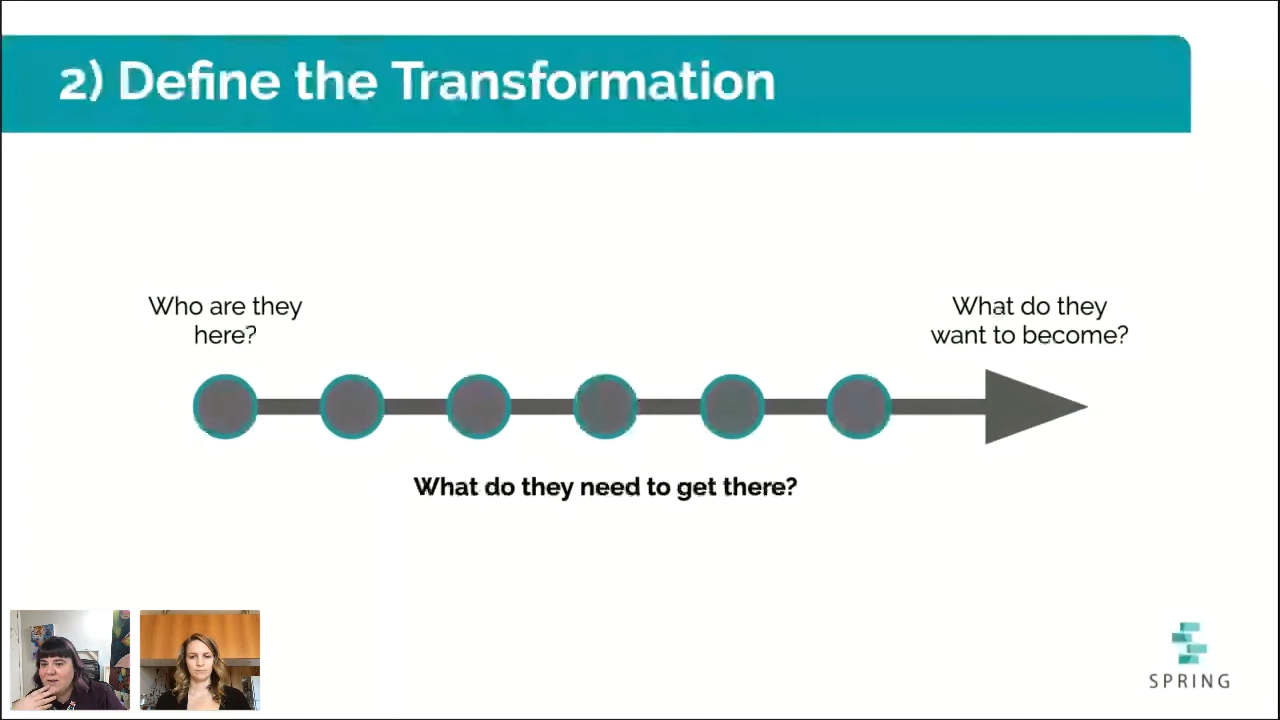 2) Define the Transformation
Who are they
here?
What do they
want to become?
What do they need to get there?
SPRING